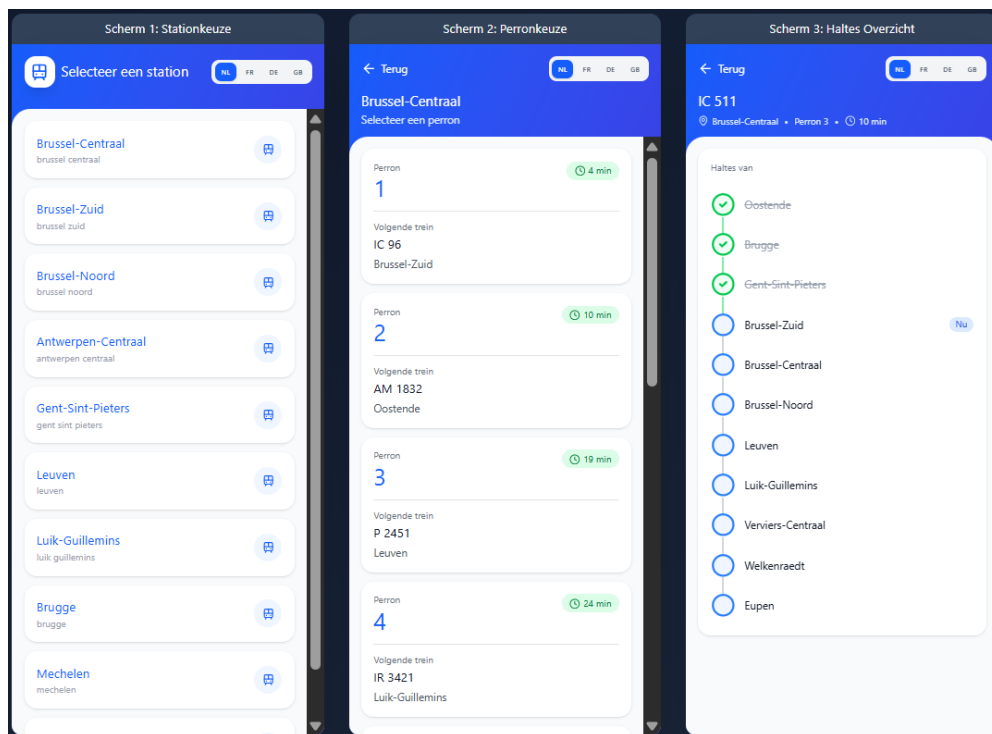 Scherm 1: Stationkeuze
Selecteer een station
NL FR DE GB
Brussel-Centraal
brussel centraal
Brussel-Zuid
brussel zuid
Brussel-Noord
brussel noord
Antwerpen-Centraal
antwerpen centraal
Gent-Sint-Pieters
gent sint pieters
Leuven
leuven
Luik-Guillemins
luik guillemins
Brugge
brugge
Mechelen
mechelen
Scherm 2: Perronkeuze
Terug
NL FR DE GB
Brussel-Centraal
Selecteer een perron
Perron
4 min
1
Volgende trein
IC 96
Brussel-Zuid
Perron
10 min
2
Volgende trein
AM 1832
Oostende
Perron
19 min
3
Volgende trein
P 2451
Leuven
Perron
24 min
4
Volgende trein
IR 3421
Luik-Guillemins
Scherm 3: Haltes Overzicht
Terug
NL FR DE GB
IC 511
Brussel-Centraal • Perron 3 • 10 min
Haltes van
Oostende
Brugge
Gent-Sint-Pieters
Brussel-Zuid Nu
Brussel-Centraal
Brussel-Noord
Leuven
Luik-Guillemins
Verviers-Centraal
Welkenraedt
Eupen